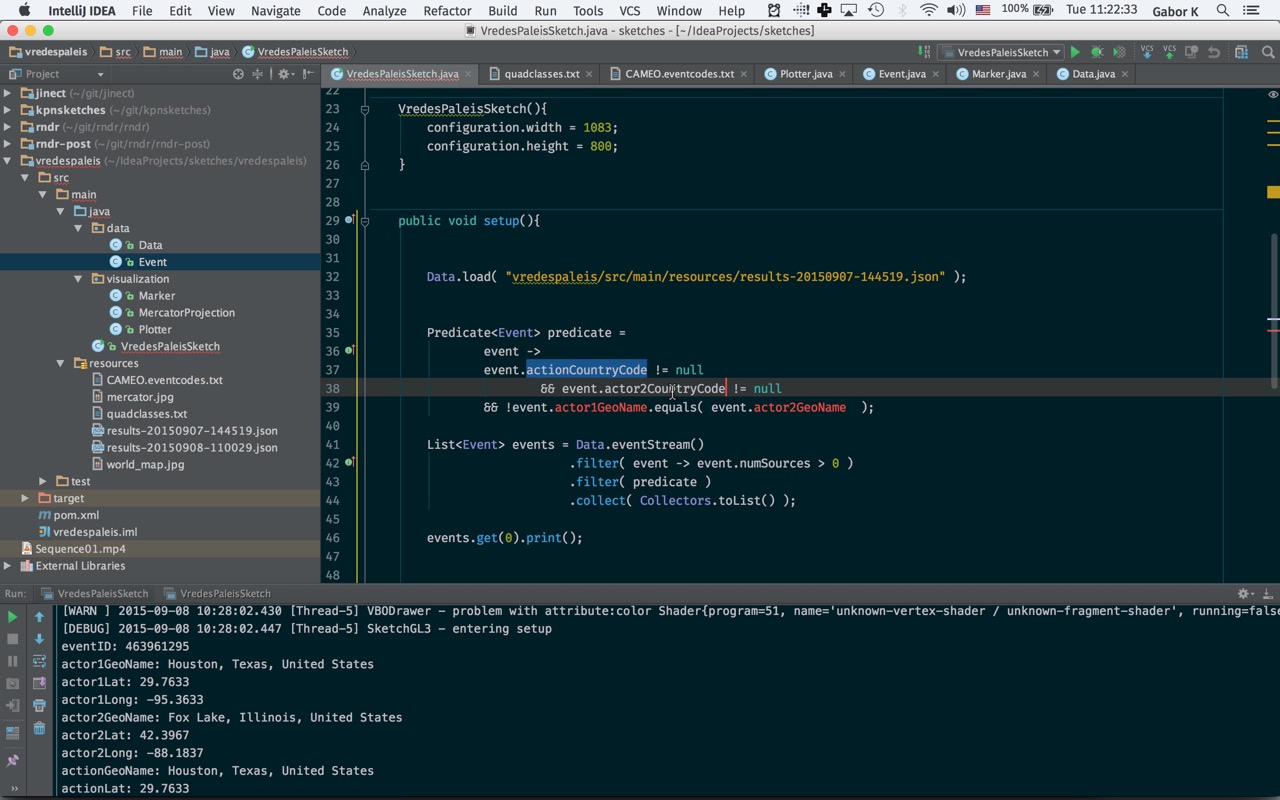 IntelliJ IDEA File Edit View Navigate Code Analyze Refactor Build Run Tools VCS Window Help 100% Tue 11:22:33 Gabor K
VredesPaleisSketch.java - sketches - [~/IdeaProjects/sketches]
vredespaleis src main java VredesPaleisSketch VredesPaleisSketch VCS VCS
Project VredesPaleisSketch.java quadclasses.txt CAMEO.eventcodes.txt Plotter.java Event.java Marker.java Data.java
jinect (~/git/jinect)
kpnsketches (~/git/kpnsketches)
rndr (~/git/rndr/rndr)
rndr-post (~/git/rndr/rndr-post)
vredespaleis (~/IdeaProjects/sketches/vredespaleis)
src
main
java
data
Data
Event
visualization
Marker
MercatorProjection
Plotter
VredesPaleisSketch
resources
CAMEO.eventcodes.txt
mercator.jpg
quadclasses.txt
results-20150907-144519.json
results-20150908-110029.json
world_map.jpg
test
target
pom.xml
vredespaleis.iml
Sequence01.mp4
External Libraries
22
23 VredesPaleisSketch(){
24 configuration.width = 1083;
25 configuration.height = 800;
26 }
27
28
29 public void setup(){
30
31
32 Data.load( "vredespaleis/src/main/resources/results-20150907-144519.json" );
33
34
35 Predicate<Event> predicate =
36 event ->
37 event.actionCountryCode != null
38 && event.actor2CountryCode != null
39 && !event.actor1GeoName.equals( event.actor2GeoName );
40
41 List<Event> events = Data.eventStream()
42 .filter( event -> event.numSources > 0 )
43 .filter( predicate )
44 .collect( Collectors.toList() );
45
46 events.get(0).print();
47
48
Run: VredesPaleisSketch VredesPaleisSketch
[WARN ] 2015-09-08 10:28:02.430 [Thread-5] VBODrawer - problem with attribute:color Shader{program=51, name='unknown-vertex-shader / unknown-fragment-shader', running=false
[DEBUG] 2015-09-08 10:28:02.447 [Thread-5] SketchGL3 - entering setup
eventID: 463961295
actor1GeoName: Houston, Texas, United States
actor1Lat: 29.7633
actor1Long: -95.3633
actor2GeoName: Fox Lake, Illinois, United States
actor2Lat: 42.3967
actor2Long: -88.1837
actionGeoName: Houston, Texas, United States
actionLat: 29.7633